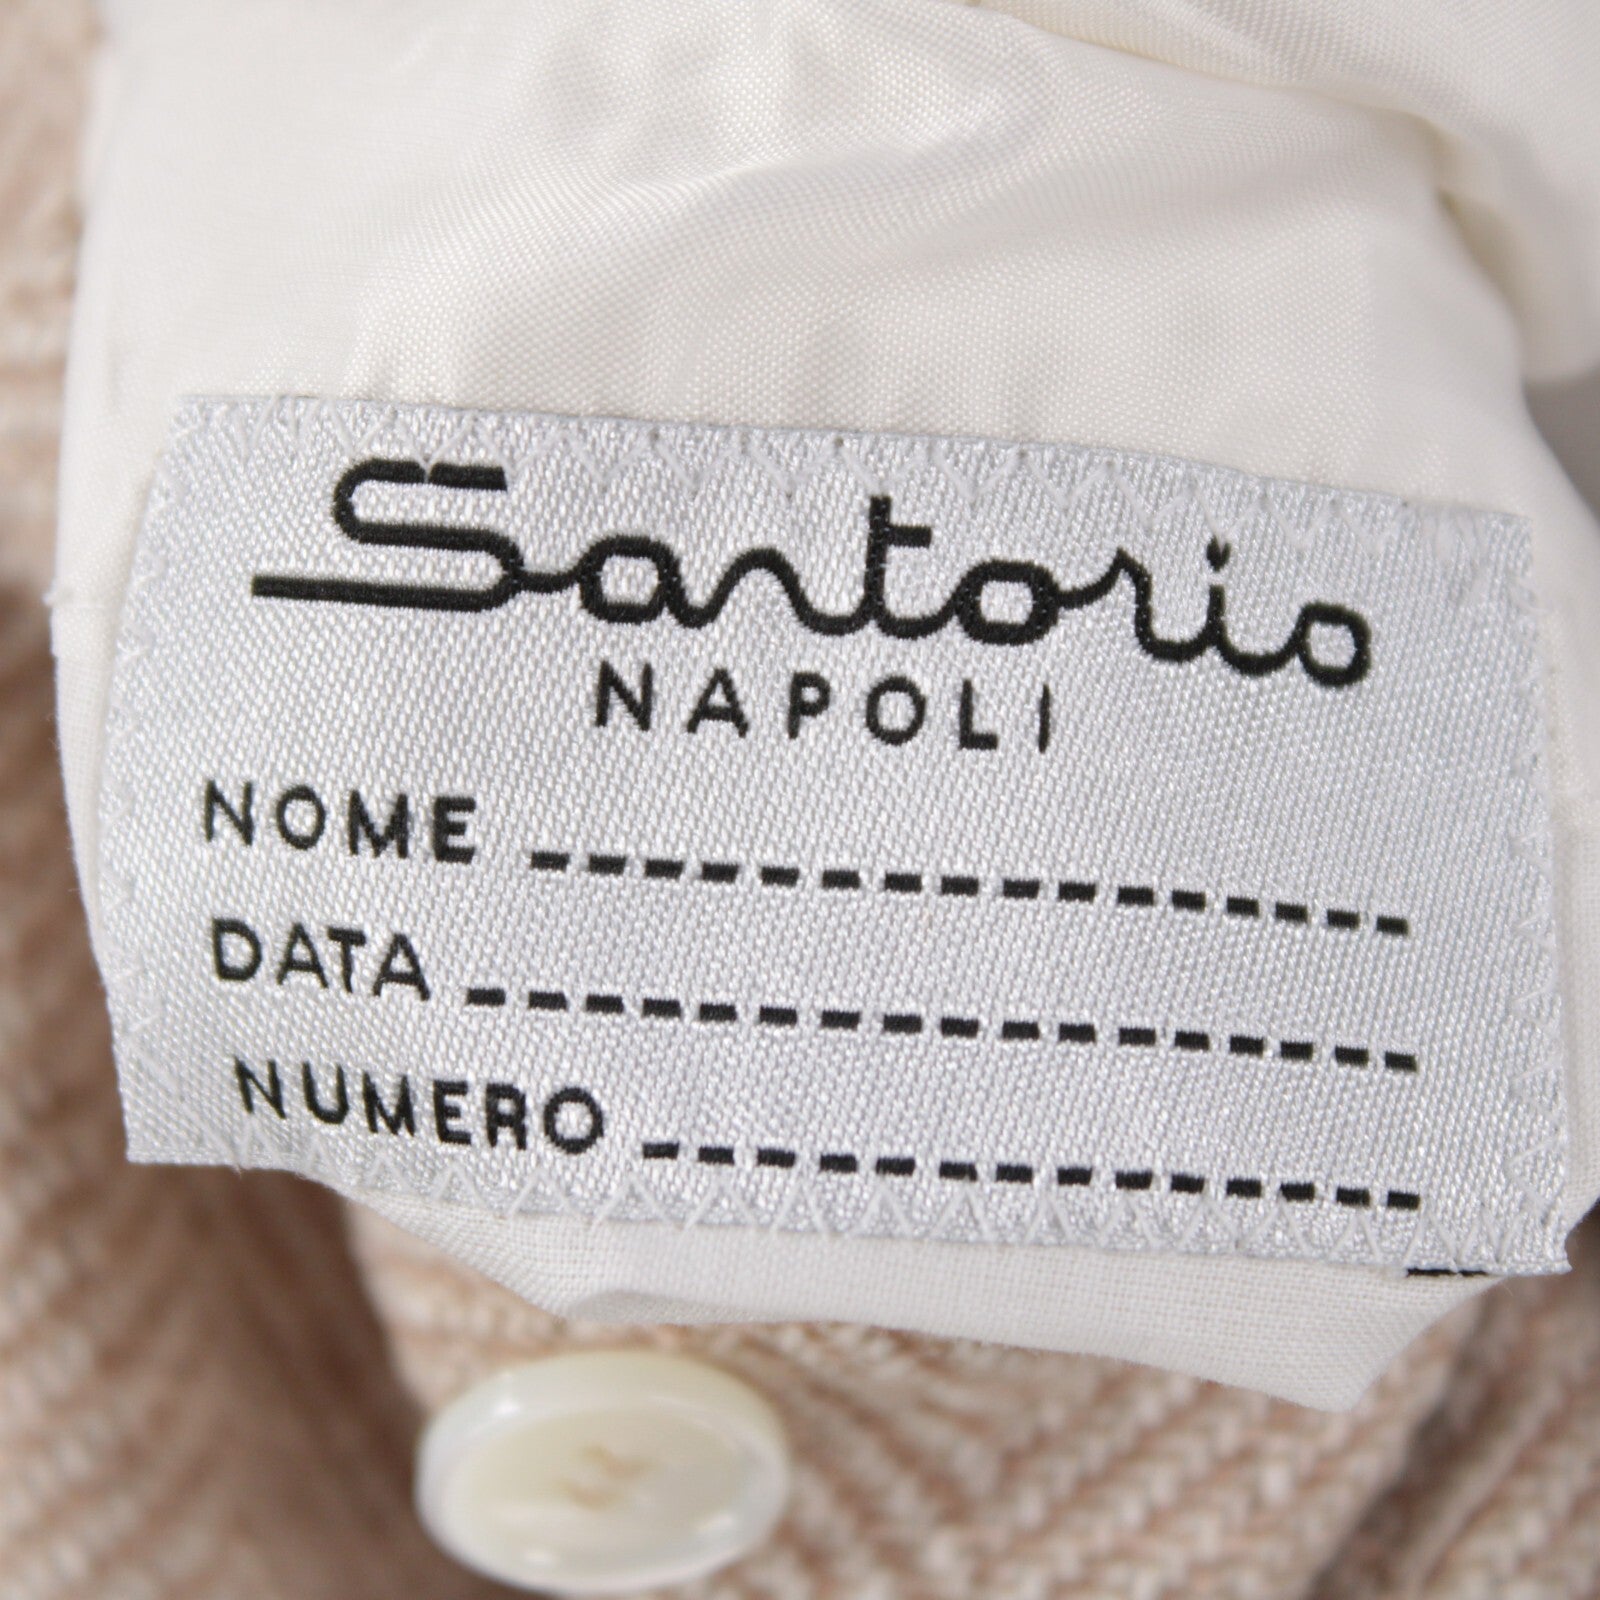 Sartorio
NAPOLI
NOME
DATA
NUMERO